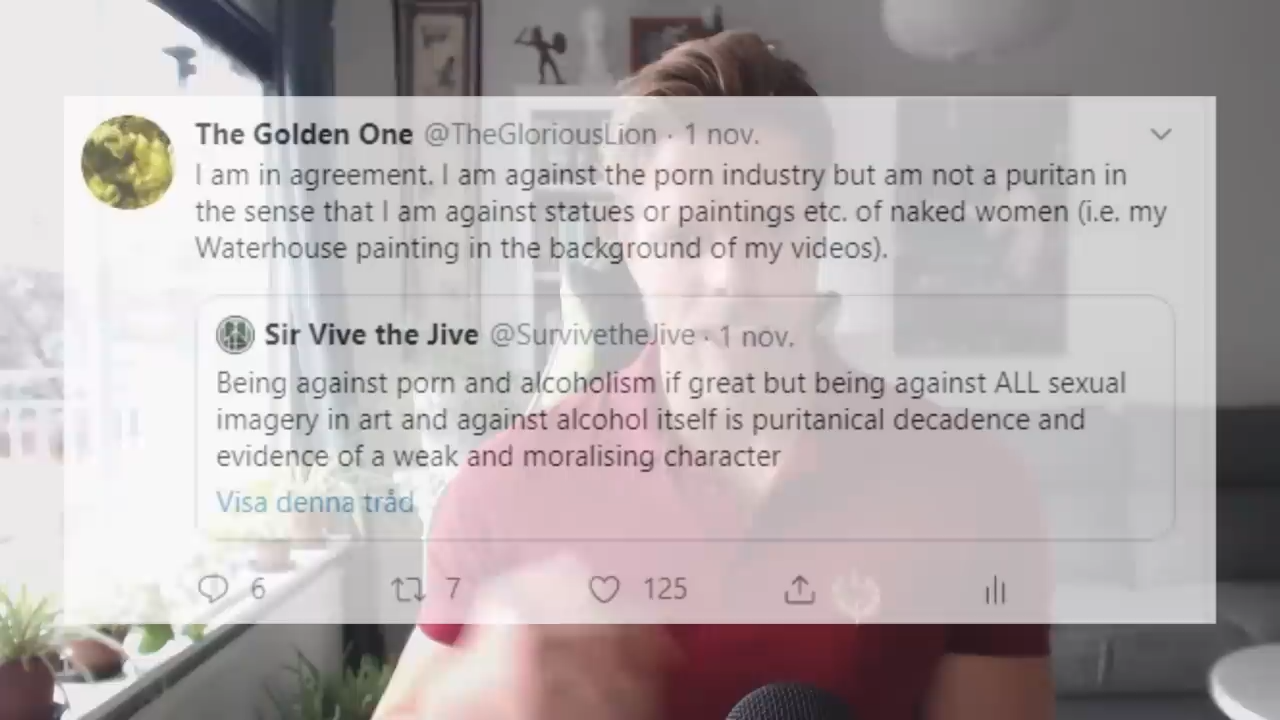 The Golden One @TheGloriousLion · 1 nov.
I am in agreement. I am against the porn industry but am not a puritan in
the sense that I am against statues or paintings etc. of naked women (i.e. my
Waterhouse painting in the background of my videos).
Sir Vive the Jive @SurvivetheJive · 1 nov.
Being against porn and alcoholism if great but being against ALL sexual
imagery in art and against alcohol itself is puritanical decadence and
evidence of a weak and moralising character
Visa denna tråd
6 7 125